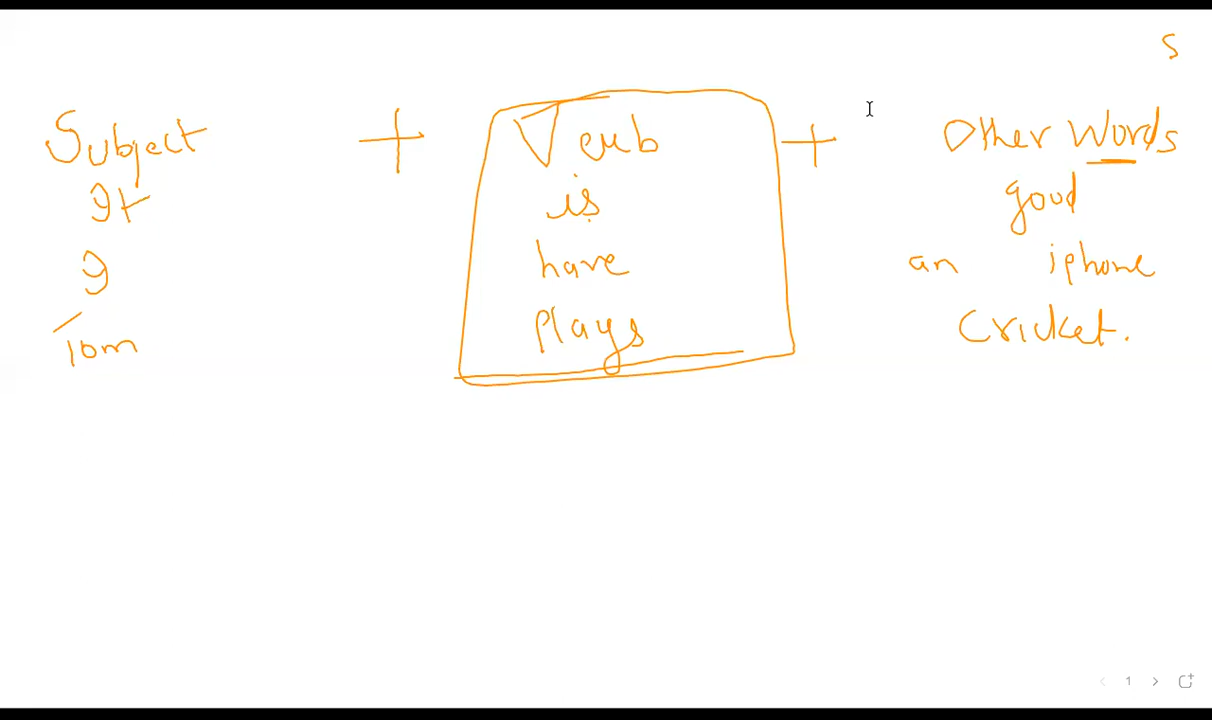 S
Subject + Verb + Other Words
It is good
I have an iphone
Tom plays Cricket.
1